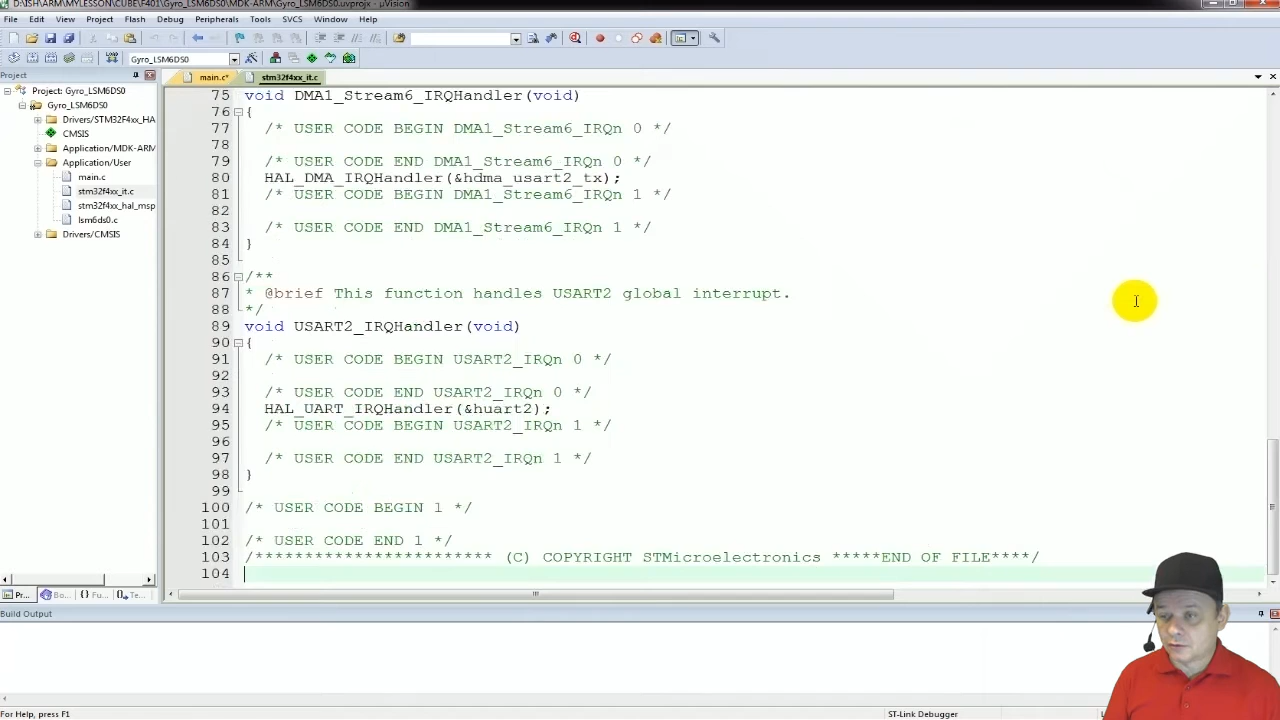 D:\ISH\ARM\MYLESSON\CUBE\F401\Gyro_LSM6DS0\MDK-ARM\Gyro_LSM6DS0.uvprojx - µVision
File Edit View Project Flash Debug Peripherals Tools SVCS Window Help
Gyro_LSM6DS0
Project
main.c* stm32f4xx_it.c
Project: Gyro_LSM6DS0
Gyro_LSM6DS0
Drivers/STM32F4xx_HA
CMSIS
Application/MDK-ARM
Application/User
main.c
stm32f4xx_it.c
stm32f4xx_hal_msp
lsm6ds0.c
Drivers/CMSIS
75 void DMA1_Stream6_IRQHandler(void)
76 {
77 /* USER CODE BEGIN DMA1_Stream6_IRQn 0 */
78
79 /* USER CODE END DMA1_Stream6_IRQn 0 */
80 HAL_DMA_IRQHandler(&hdma_usart2_tx);
81 /* USER CODE BEGIN DMA1_Stream6_IRQn 1 */
82
83 /* USER CODE END DMA1_Stream6_IRQn 1 */
84 }
85
86 /**
87 * @brief This function handles USART2 global interrupt.
88 */
89 void USART2_IRQHandler(void)
90 {
91 /* USER CODE BEGIN USART2_IRQn 0 */
92
93 /* USER CODE END USART2_IRQn 0 */
94 HAL_UART_IRQHandler(&huart2);
95 /* USER CODE BEGIN USART2_IRQn 1 */
96
97 /* USER CODE END USART2_IRQn 1 */
98 }
99
100 /* USER CODE BEGIN 1 */
101
102 /* USER CODE END 1 */
103 /************************ (C) COPYRIGHT STMicroelectronics *****END OF FILE****/
104
Pr... Bo... {} Fu... Te...
Build Output
For Help, press F1
ST-Link Debugger